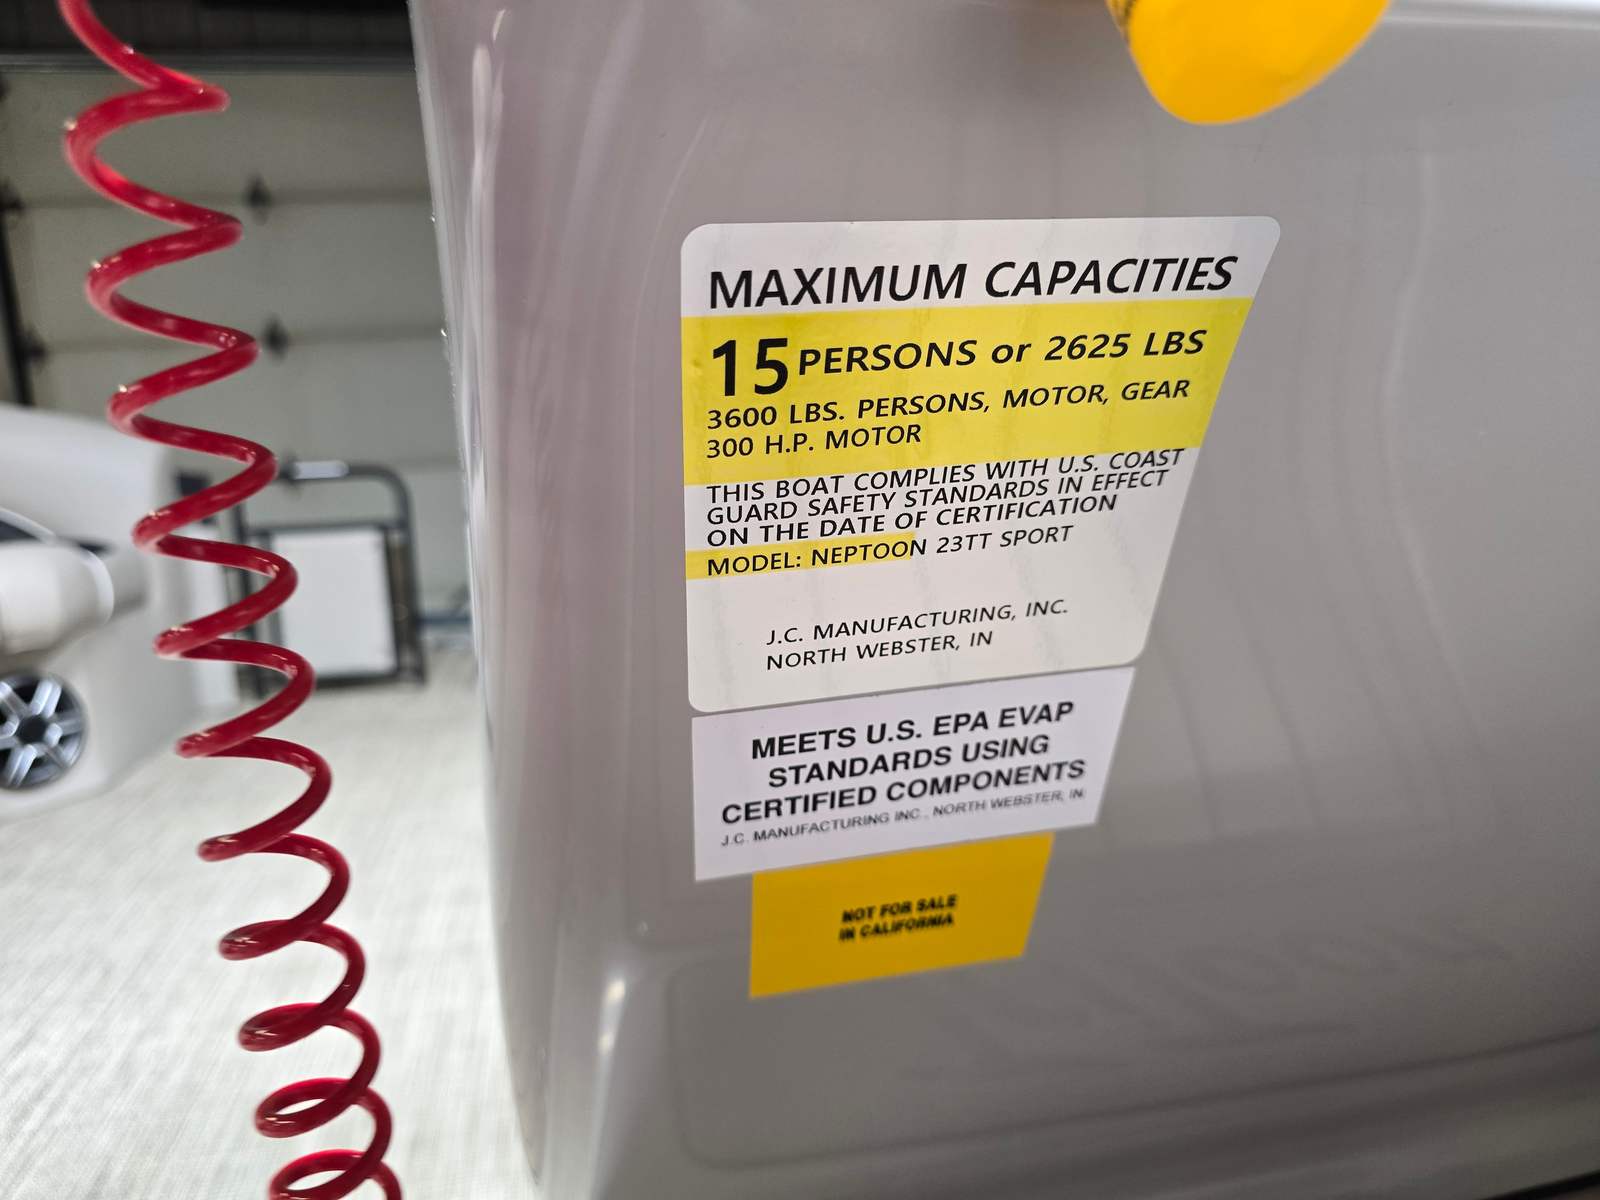 MAXIMUM CAPACITIES
15 PERSONS or 2625 LBS
3600 LBS. PERSONS, MOTOR, GEAR
300 H.P. MOTOR
THIS BOAT COMPLIES WITH U.S. COAST
GUARD SAFETY STANDARDS IN EFFECT
ON THE DATE OF CERTIFICATION
MODEL: NEPTOON 23TT SPORT
J.C. MANUFACTURING, INC.
NORTH WEBSTER, IN
MEETS U.S. EPA EVAP
STANDARDS USING
CERTIFIED COMPONENTS
J.C. MANUFACTURING INC., NORTH WEBSTER, IN.
NOT FOR SALE
IN CALIFORNIA